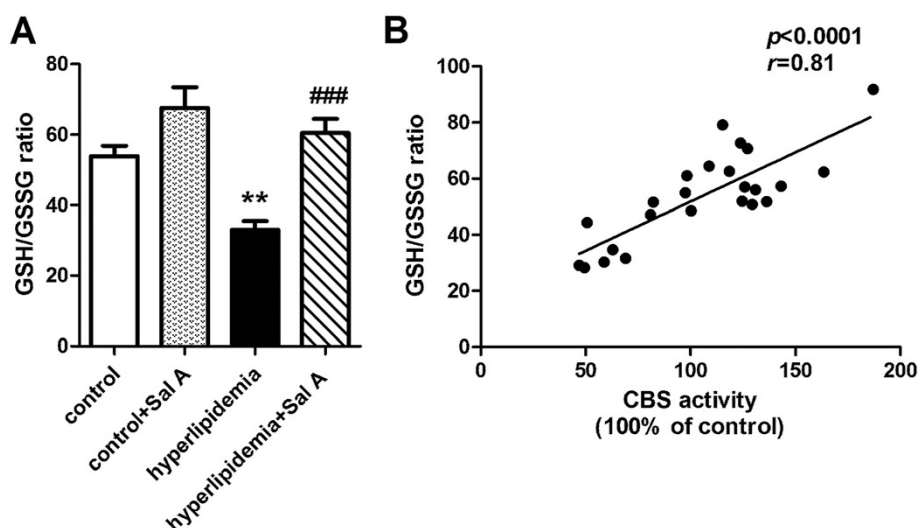 A
GSH/GSSG ratio
80
60
40
20
0
**
###
control
control+Sal A
hyperlipidemia
hyperlipidemia+Sal A
B
p<0.0001
r=0.81
GSH/GSSG ratio
100
80
60
40
20
0
0 50 100 150 200
CBS activity
(100% of control)